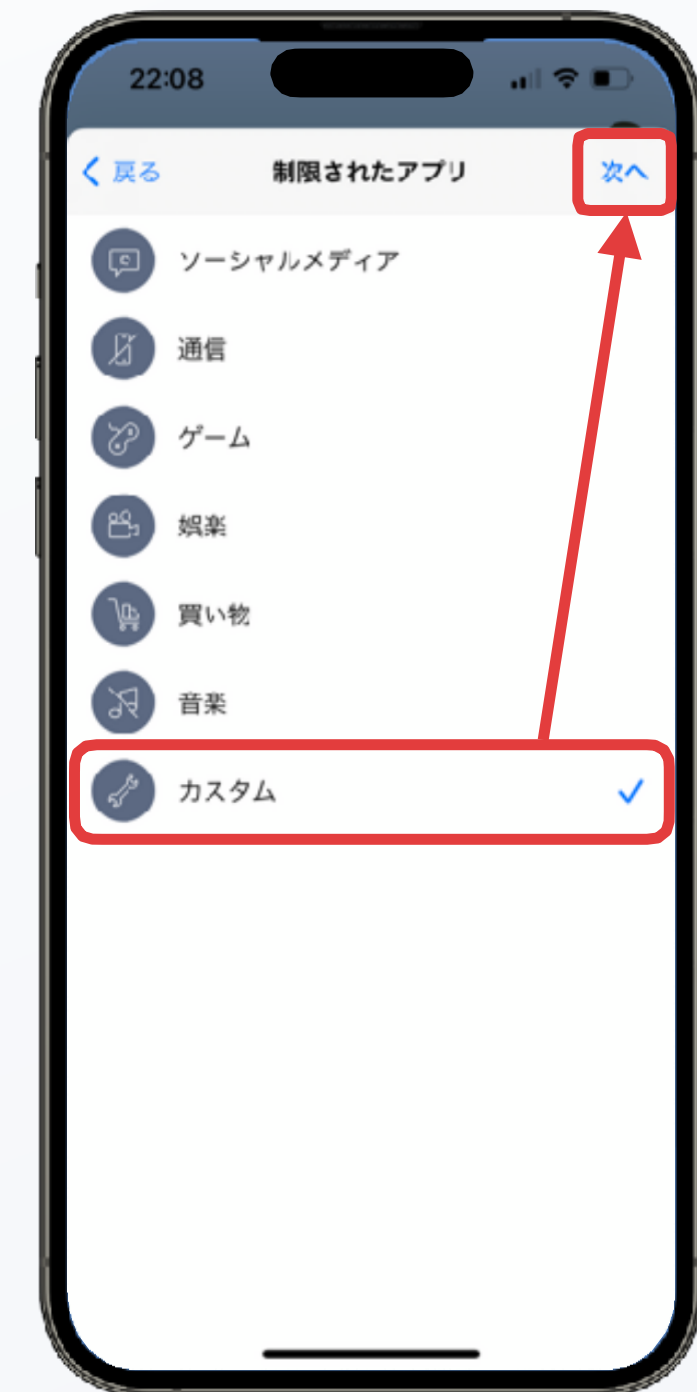 22:08
戻る
制限されたアプリ
次へ
ソーシャルメディア
通信
ゲーム
娯楽
買い物
音楽
カスタム